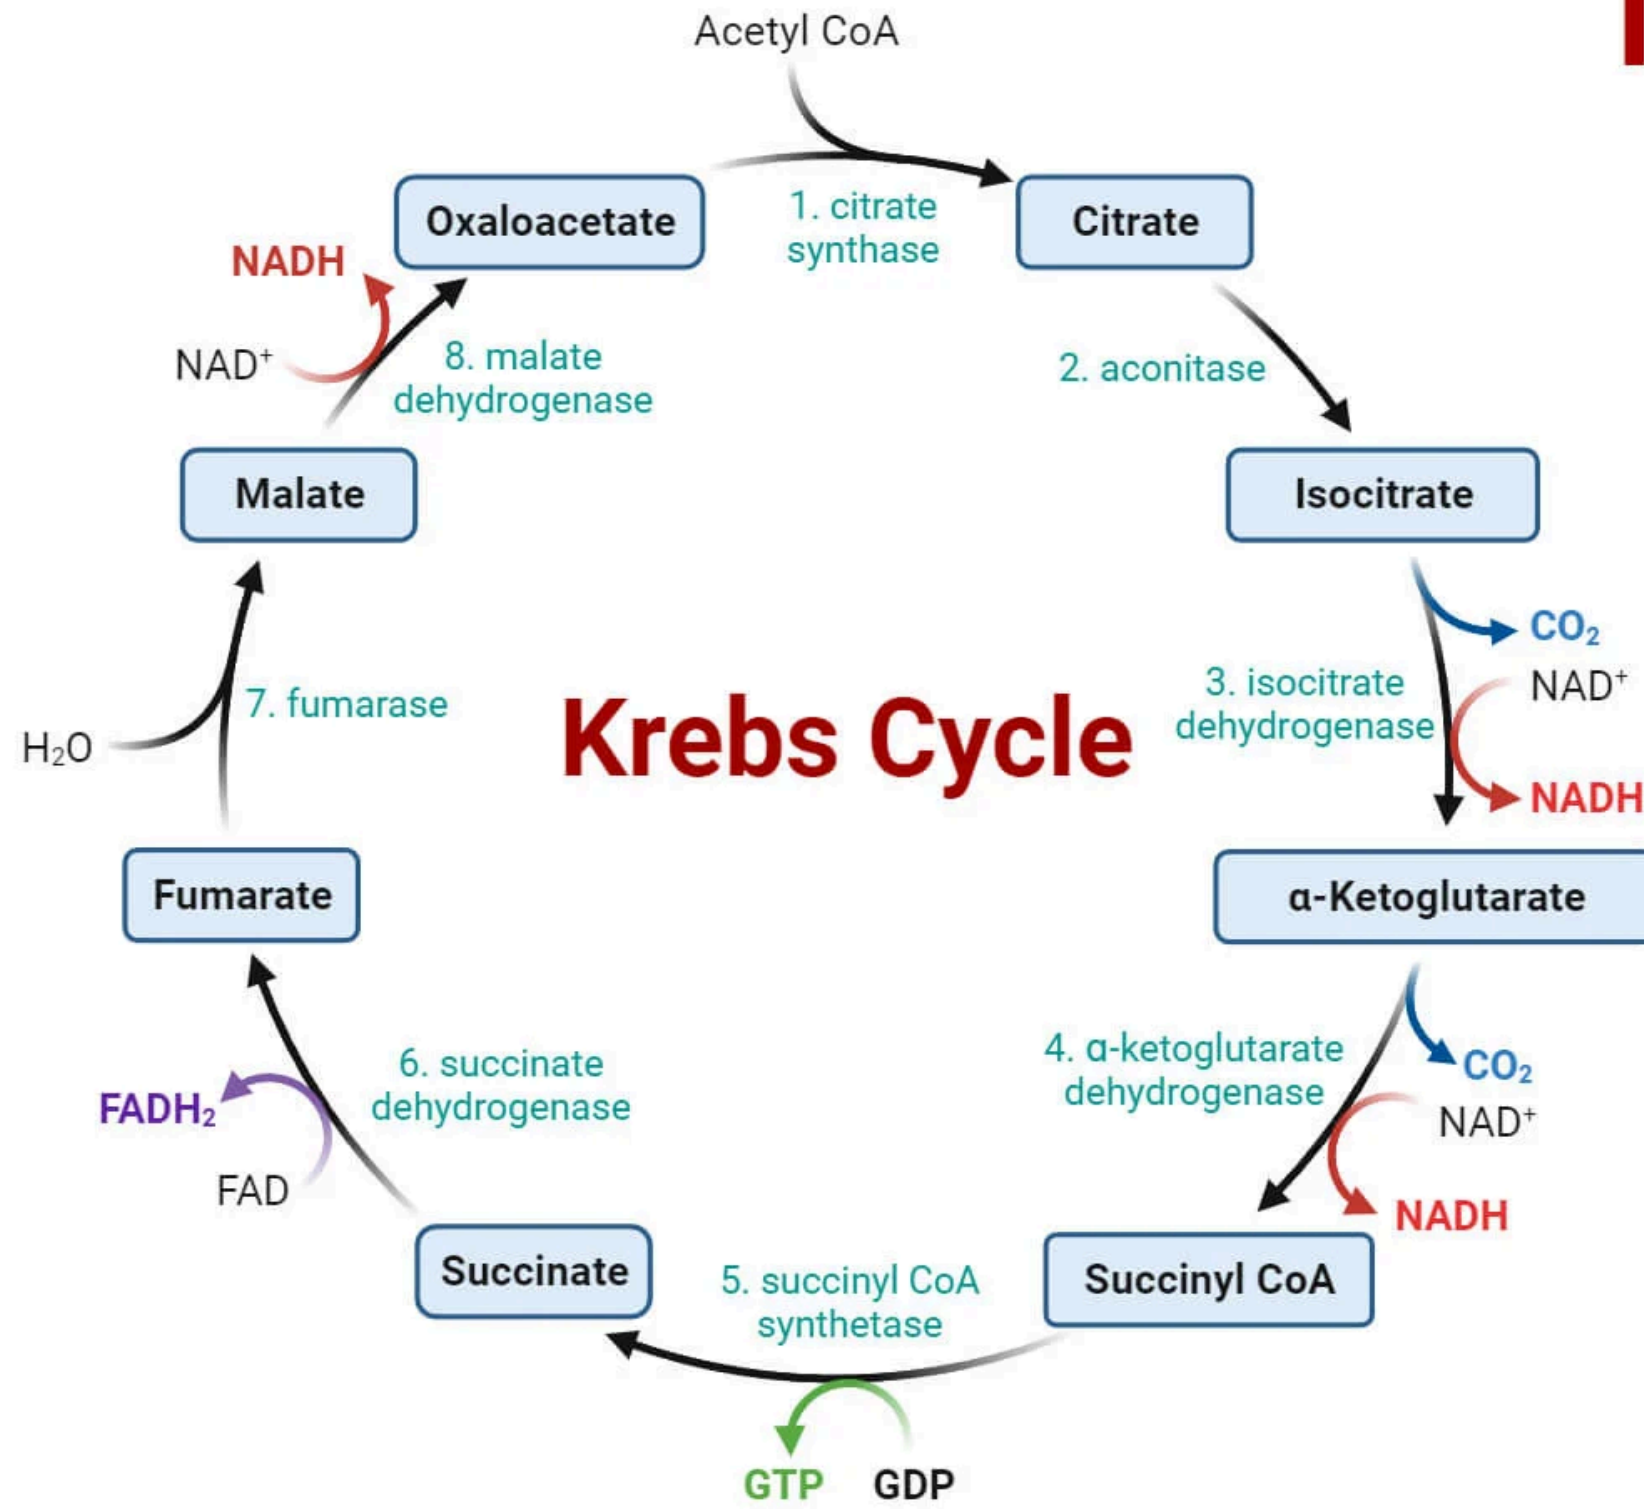 Acetyl CoA
Oxaloacetate
1. citrate
synthase
Citrate
NADH
NAD⁺
8. malate
dehydrogenase
2. aconitase
Malate
Isocitrate
CO₂
NAD⁺
3. isocitrate
dehydrogenase
NADH
7. fumarase
H₂O
Krebs Cycle
Fumarate
α-Ketoglutarate
4. α-ketoglutarate
dehydrogenase
CO₂
NAD⁺
NADH
6. succinate
dehydrogenase
FADH₂
FAD
Succinate
5. succinyl CoA
synthetase
Succinyl CoA
GTP
GDP